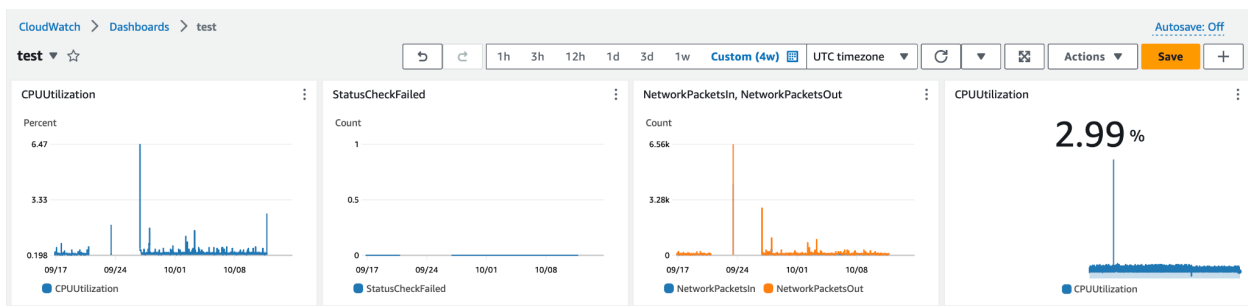 CloudWatch > Dashboards > test
Autosave: Off
test
1h 3h 12h 1d 3d 1w Custom (4w) UTC timezone Actions Save
CPUUtilization
Percent
6.47
3.33
0.198
09/17 09/24 10/01 10/08
CPUUtilization
StatusCheckFailed
Count
1
0.5
0
09/17 09/24 10/01 10/08
StatusCheckFailed
NetworkPacketsIn, NetworkPacketsOut
Count
6.56k
3.28k
0
09/17 09/24 10/01 10/08
NetworkPacketsIn NetworkPacketsOut
CPUUtilization
2.99 %
CPUUtilization